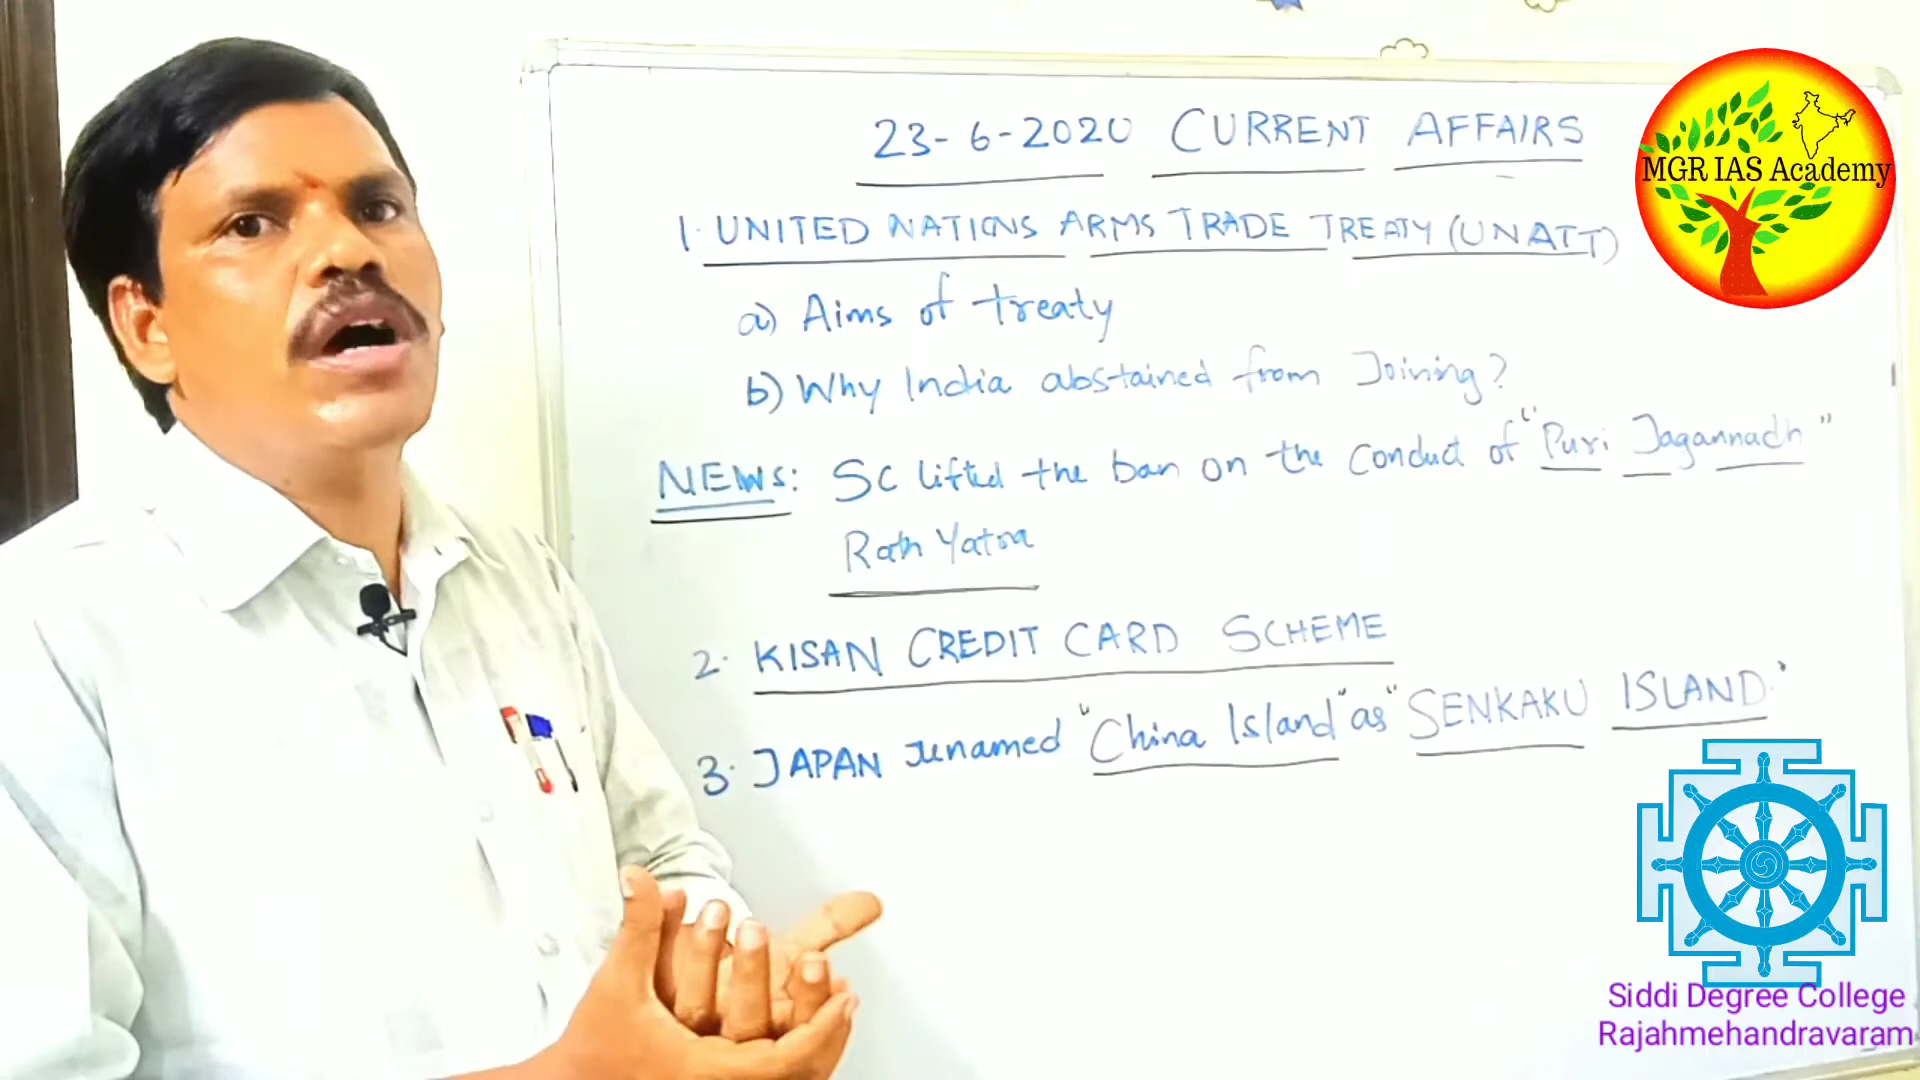 23-6-2020 CURRENT AFFAIRS
1. UNITED NATIONS ARMS TRADE TREATY (UNATT)
a) Aims of treaty
b) Why India abstained from Joining?
NEWS: SC lifted the ban on the conduct of "Puri Jagannadh"
Rath Yatra
2. KISAN CREDIT CARD SCHEME
3. JAPAN renamed "China Island" as "SENKAKU ISLAND."
MGR IAS Academy
Siddi Degree College
Rajahmehandravaram